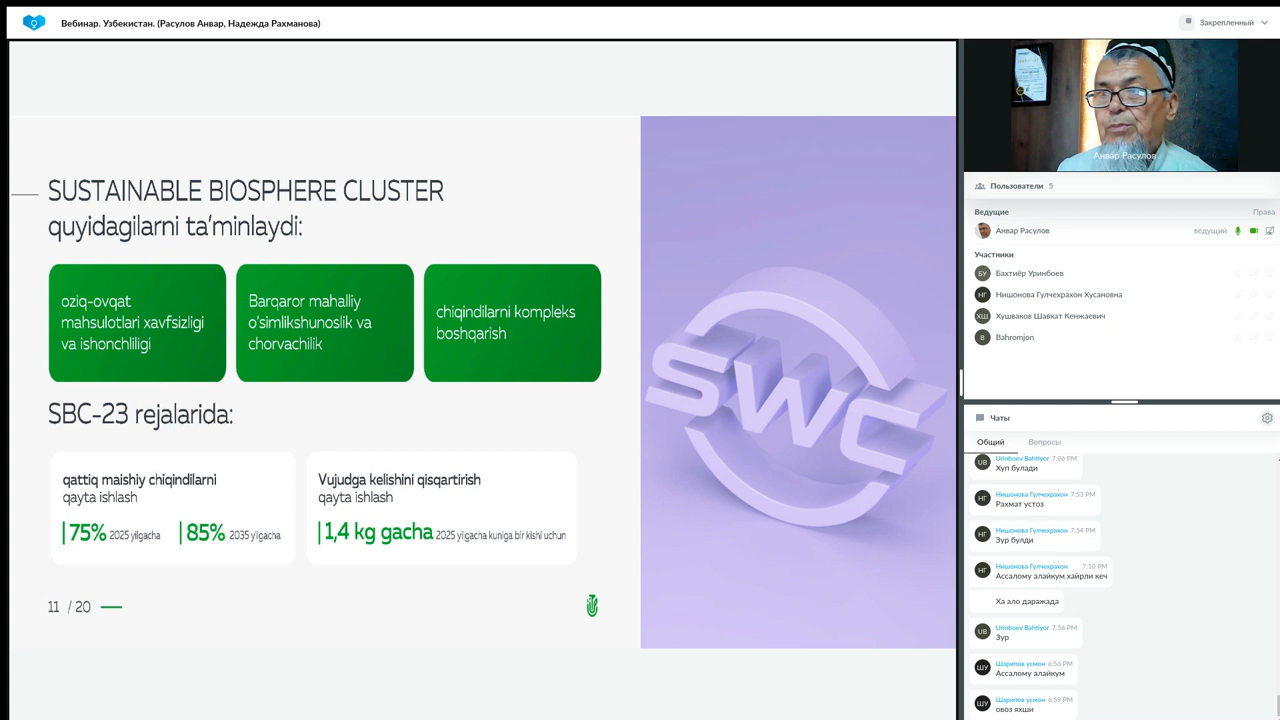 Вебинар. Узбекистан. (Расулов Анвар, Надежда Рахманова)
Закрепленный
SUSTAINABLE BIOSPHERE CLUSTER
quyidagilarni ta’minlaydi:
oziq-ovqat
mahsulotlari xavfsizligi
va ishonchliligi
Barqaror mahalliy
o’simlikshunoslik va
chorvachilik
chiqindilarni kompleks
boshqarish
SBC-23 rejalarida:
qattiq maishiy chiqindilarni
qayta ishlash
75% 2025 yilgacha
85% 2035 yilgacha
Vujudga kelishini qisqartirish
qayta ishlash
1,4 kg gacha 2025 yilgacha kuniga bir kishi uchun
11 / 20
SWC
Анвар Расулов
Пользователи 5
Ведущие Права
Анвар Расулов ведущий
Участники
БУ Бахтиёр Уринбоев
НГ Нишонова Гулчехрахон Хусановна
ХШ Хушваков Шавкат Кенжаевич
B Bahromjon
Чаты
Общий Вопросы
UB Urinboev Bahtiyor 7:06 PM
Хуп булади
НГ Нишонова Гулчехрахон 7:53 PM
Рахмат устоз
НГ Нишонова Гулчехрахон 7:54 PM
Зур булди
НГ Нишонова Гулчехрахон 7:10 PM
Ассалому алайкум хайрли кеч
Ха ало даражада
UB Urinboev Bahtiyor 7:56 PM
Зур
ШУ Шарипов усмон 6:56 PM
Ассалому алайкум
ШУ Шарипов усмон 6:59 PM
овоз яхши